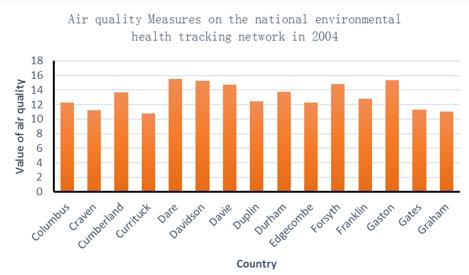 Air quality Measures on the national environmental
health tracking network in 2004
Value of air quality
18
16
14
12
10
8
6
4
2
0
Columbus
Craven
Cumberland
Currituck
Dare
Davidson
Davie
Duplin
Durham
Edgecombe
Forsyth
Franklin
Gaston
Gates
Graham
Country